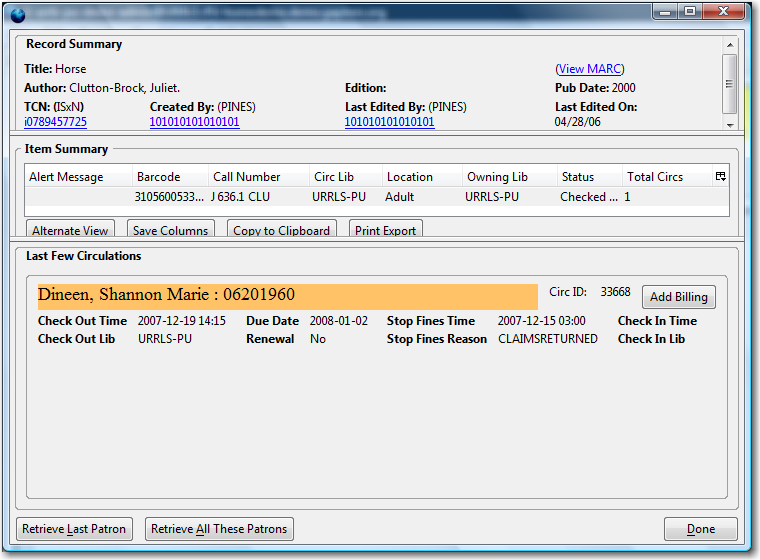 Record Summary
Title: Horse (View MARC)
Author: Clutton-Brock, Juliet. Edition: Pub Date: 2000
TCN: (ISxN) Created By: (PINES) Last Edited By: (PINES) Last Edited On:
i0789457725 101010101010101 101010101010101 04/28/06
Item Summary
Alert Message Barcode Call Number Circ Lib Location Owning Lib Status Total Circs
3105600533... J 636.1 CLU URRLS-PU Adult URRLS-PU Checked ... 1
Alternate View Save Columns Copy to Clipboard Print Export
Last Few Circulations
Dineen, Shannon Marie : 06201960 Circ ID: 33668 Add Billing
Check Out Time 2007-12-19 14:15 Due Date 2008-01-02 Stop Fines Time 2007-12-15 03:00 Check In Time
Check Out Lib URRLS-PU Renewal No Stop Fines Reason CLAIMSRETURNED Check In Lib
Retrieve Last Patron Retrieve All These Patrons Done